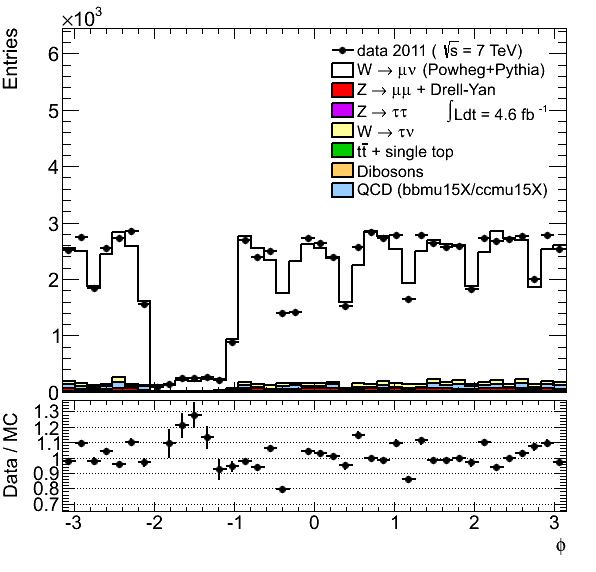 ×10³
Entries
6
5
4
3
2
1
0
data 2011 ( √s = 7 TeV)
W → μν (Powheg+Pythia)
Z → μμ + Drell-Yan
Z → ττ
∫Ldt = 4.6 fb⁻¹
W → τν
tt̅ + single top
Dibosons
QCD (bbmu15X/ccmu15X)
Data / MC
1.3
1.2
1.1
1
0.9
0.8
0.7
-3 -2 -1 0 1 2 3
ϕ